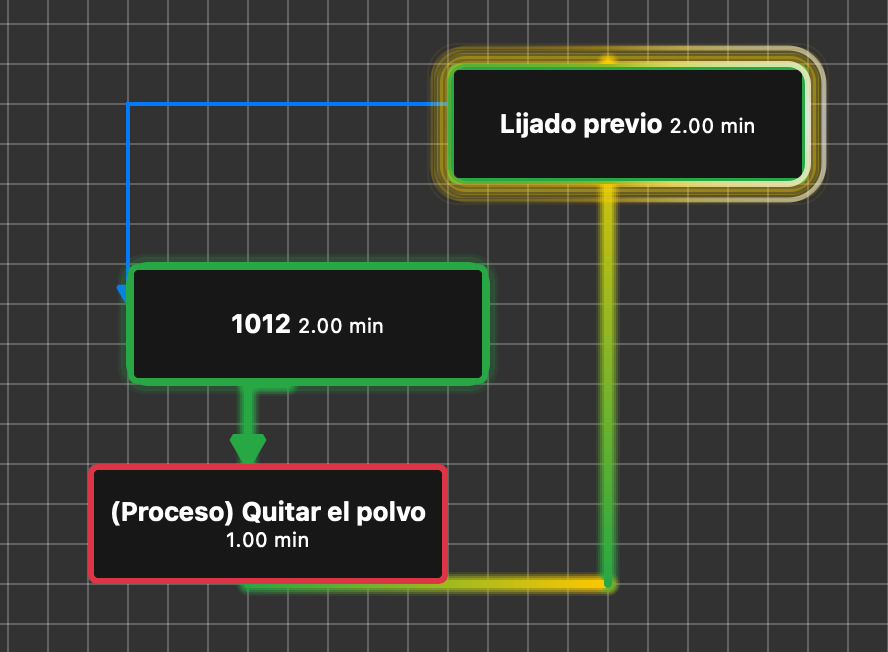 Lijado previo 2.00 min
1012 2.00 min
(Proceso) Quitar el polvo
1.00 min